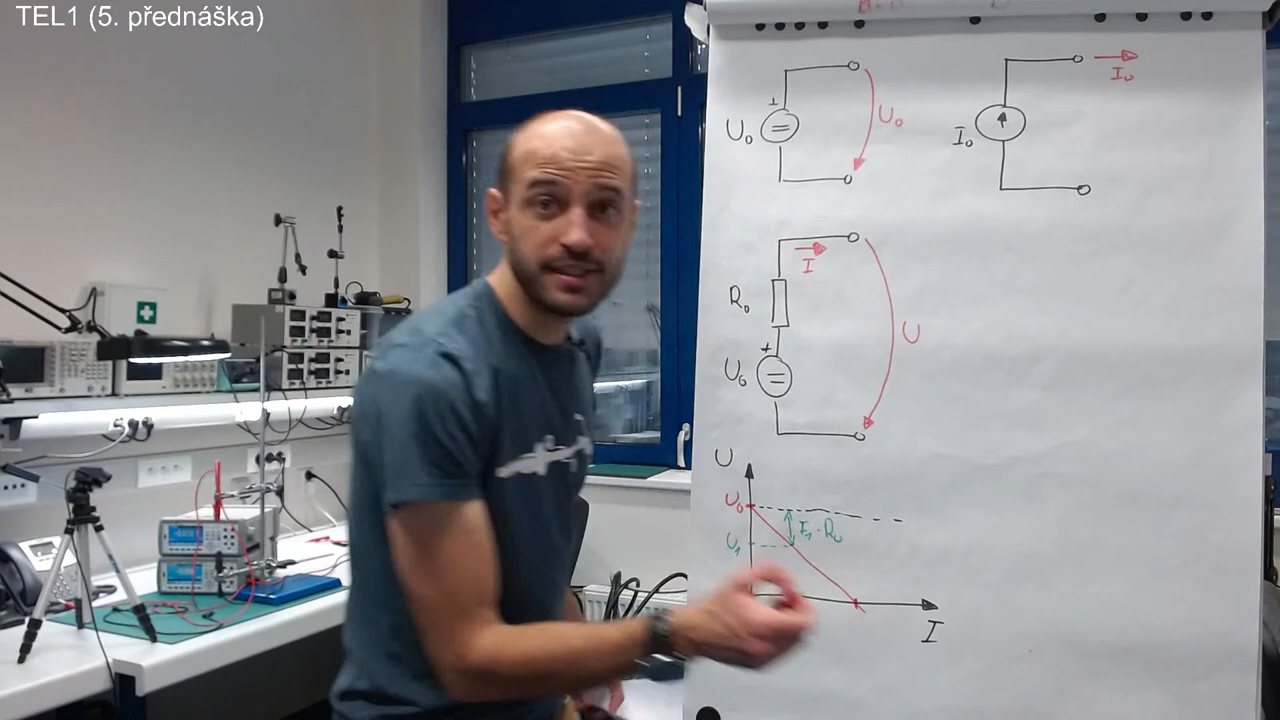 TEL1 (5. přednáška)
+
U₀
=
U₀
I₀
I₀
R₀
I
+
U₀
=
U
U
U₀
U₁
I₁·R₀
I